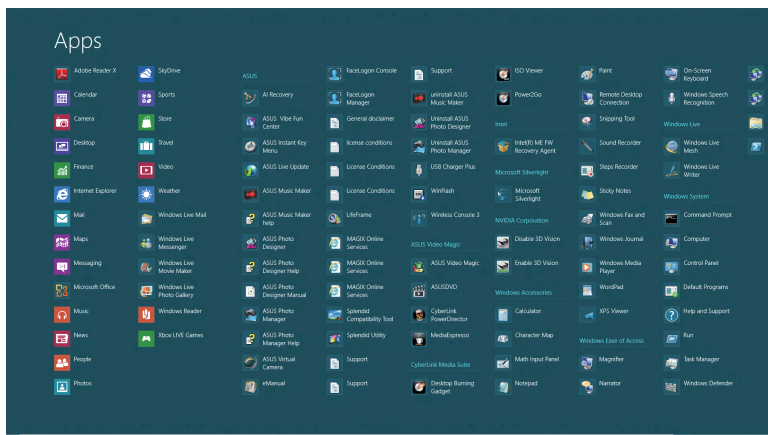 Apps
Adobe Reader X
Calendar
Camera
Desktop
Finance
Internet Explorer
Mail
Maps
Messaging
Microsoft Office
Music
News
People
Photos
SkyDrive
Sports
Store
Travel
Video
Weather
Windows Live Mail
Windows Live
Messenger
Windows Live
Movie Maker
Windows Live
Photo Gallery
Windows Reader
Xbox LIVE Games
ASUS
AI Recovery
ASUS Vibe Fun
Center
ASUS Instant Key
Menu
ASUS Live Update
ASUS Music Maker
ASUS Music Maker
help
ASUS Photo
Designer
ASUS Photo
Designer Help
ASUS Photo
Designer Manual
ASUS Photo
Manager
ASUS Photo
Manager Help
ASUS Virtual
Camera
eManual
FaceLogon Console
FaceLogon
Manager
General disclaimer
license conditions
License Conditions
License Conditions
LifeFrame
MAGIX Online
Services
MAGIX Online
Services
MAGIX Online
Services
Splendid
Compatibility Tool
Splendid Utility
Support
Support
Support
uninstall ASUS
Music Maker
Uninstall ASUS
Photo Designer
Uninstall ASUS
Photo Manager
USB Charger Plus
WinFlash
Wireless Console 3
ASUS Video Magic
ASUS Video Magic
ASUSDVD
CyberLink
PowerDirector
MediaEspresso
CyberLink Media Suite
Desktop Burning
Gadget
ISO Viewer
Power2Go
Intel
Intel(R) ME FW
Recovery Agent
Microsoft Silverlight
Microsoft
Silverlight
NVIDIA Corporation
Disable 3D Vision
Enable 3D Vision
Windows Accessories
Calculator
Character Map
Math Input Panel
Notepad
Paint
Remote Desktop
Connection
Snipping Tool
Sound Recorder
Steps Recorder
Sticky Notes
Windows Fax and
Scan
Windows Journal
Windows Media
Player
WordPad
XPS Viewer
Windows Ease of Access
Magnifier
Narrator
On-Screen
Keyboard
Windows Speech
Recognition
Windows Live
Windows Live
Mesh
Windows Live
Writer
Windows System
Command Prompt
Computer
Control Panel
Default Programs
Help and Support
Run
Task Manager
Windows Defender